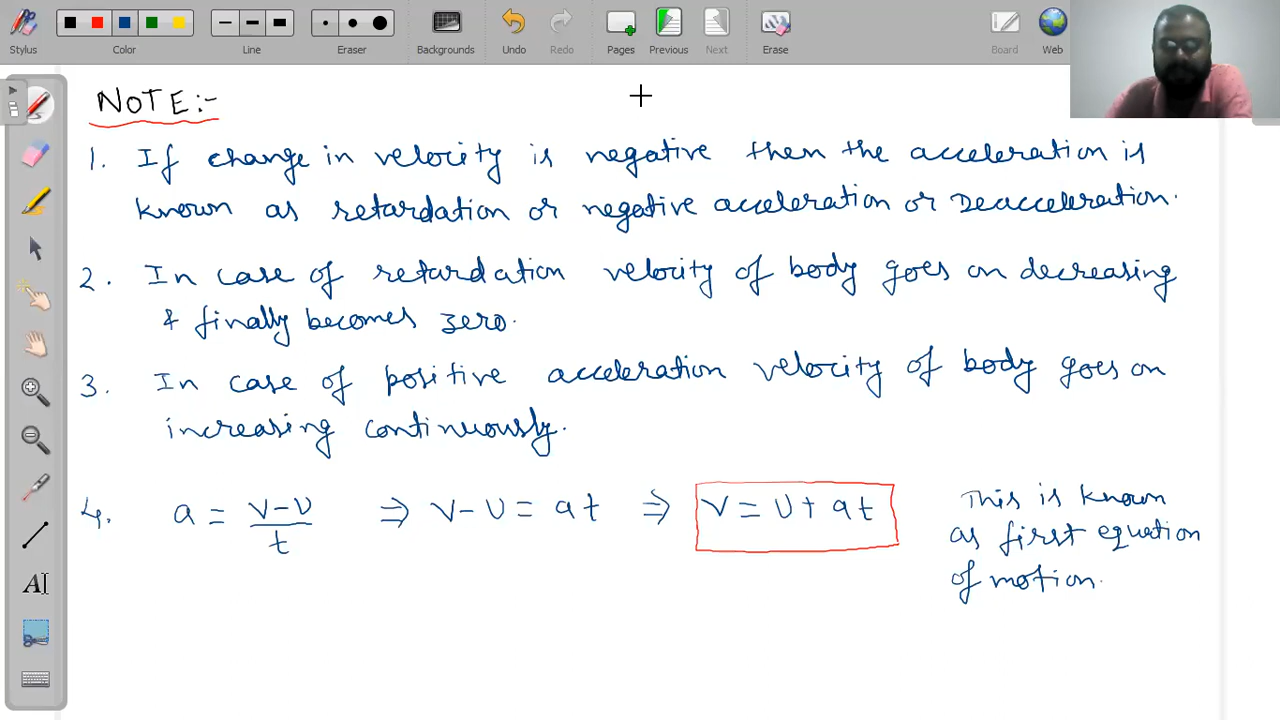 Stylus Color Line Eraser Backgrounds Undo Redo Pages Previous Next Erase Board Web
NOTE:-
1. If change in velocity is negative then the acceleration is
known as retardation or negative acceleration or Deacceleration.
2. In case of retardation velocity of body goes on decreasing
& finally becomes zero.
3. In case of positive acceleration velocity of body goes on
increasing continuously.
4. a = v-u/t ⇒ v-u = at ⇒ v = u + at
This is known
as first equation
of motion.